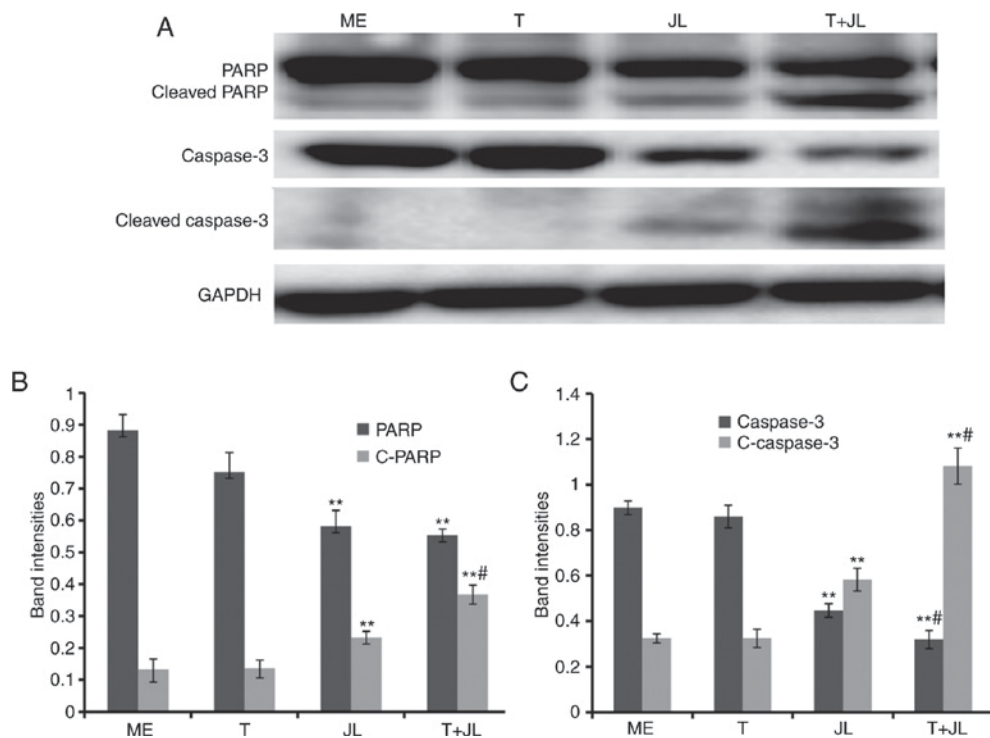 A
ME T JL T+JL
PARP
Cleaved PARP
Caspase-3
Cleaved caspase-3
GAPDH
B
Band intensities
1
0.9
0.8
0.7
0.6
0.5
0.4
0.3
0.2
0.1
0
PARP
C-PARP
**
**
**
**#
ME T JL T+JL
C
Band intensities
1.4
1.2
1
0.8
0.6
0.4
0.2
0
Caspase-3
C-caspase-3
**
**
**#
**#
ME T JL T+JL